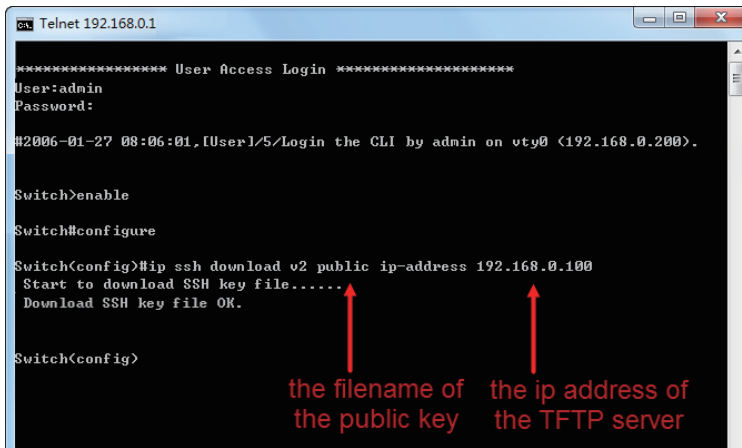 Telnet 192.168.0.1
***************** User Access Login ********************
User:admin
Password:
#2006-01-27 08:06:01,[User]/5/Login the CLI by admin on vty0 (192.168.0.200).
Switch>enable
Switch#configure
Switch(config)#ip ssh download v2 public ip-address 192.168.0.100
Start to download SSH key file......
Download SSH key file OK.
Switch(config)
the filename of the public key
the ip address of the TFTP server